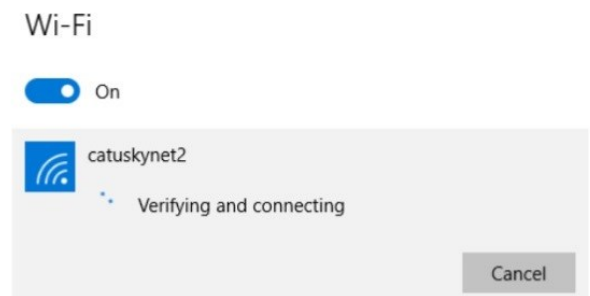 Wi-Fi
On
catuskynet2
Verifying and connecting
Cancel